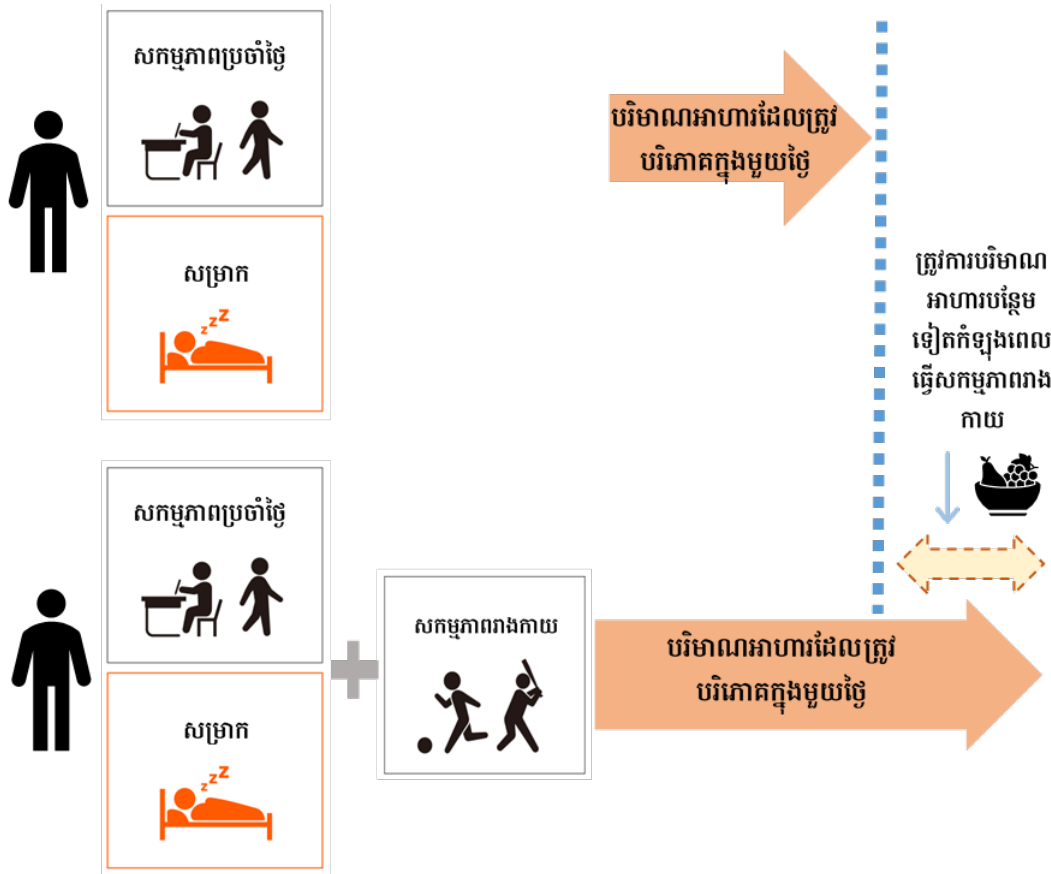 សកម្មភាពប្រចាំថ្ងៃ
បរិមាណអាហារដែលត្រូវ
បរិភោគក្នុងមួយថ្ងៃ
សម្រាក
zzz
ត្រូវការបរិមាណ
អាហារបន្ថែម
ទៀតកំឡុងពេល
ធ្វើសកម្មភាពរាង
កាយ
សកម្មភាពប្រចាំថ្ងៃ
សកម្មភាពរាងកាយ
បរិមាណអាហារដែលត្រូវ
បរិភោគក្នុងមួយថ្ងៃ
សម្រាក
zzz